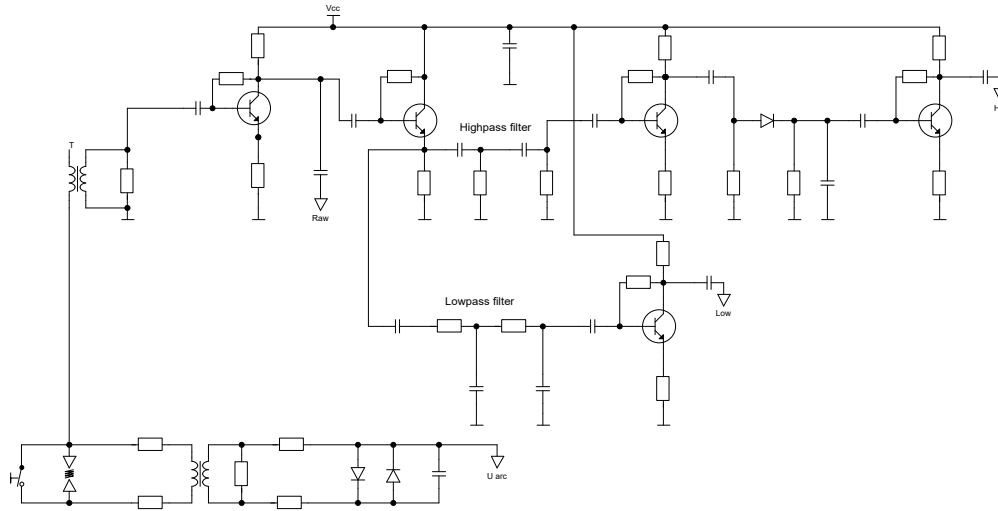 Vcc
Highpass filter
T
Raw
H
Lowpass filter
Low
U arc